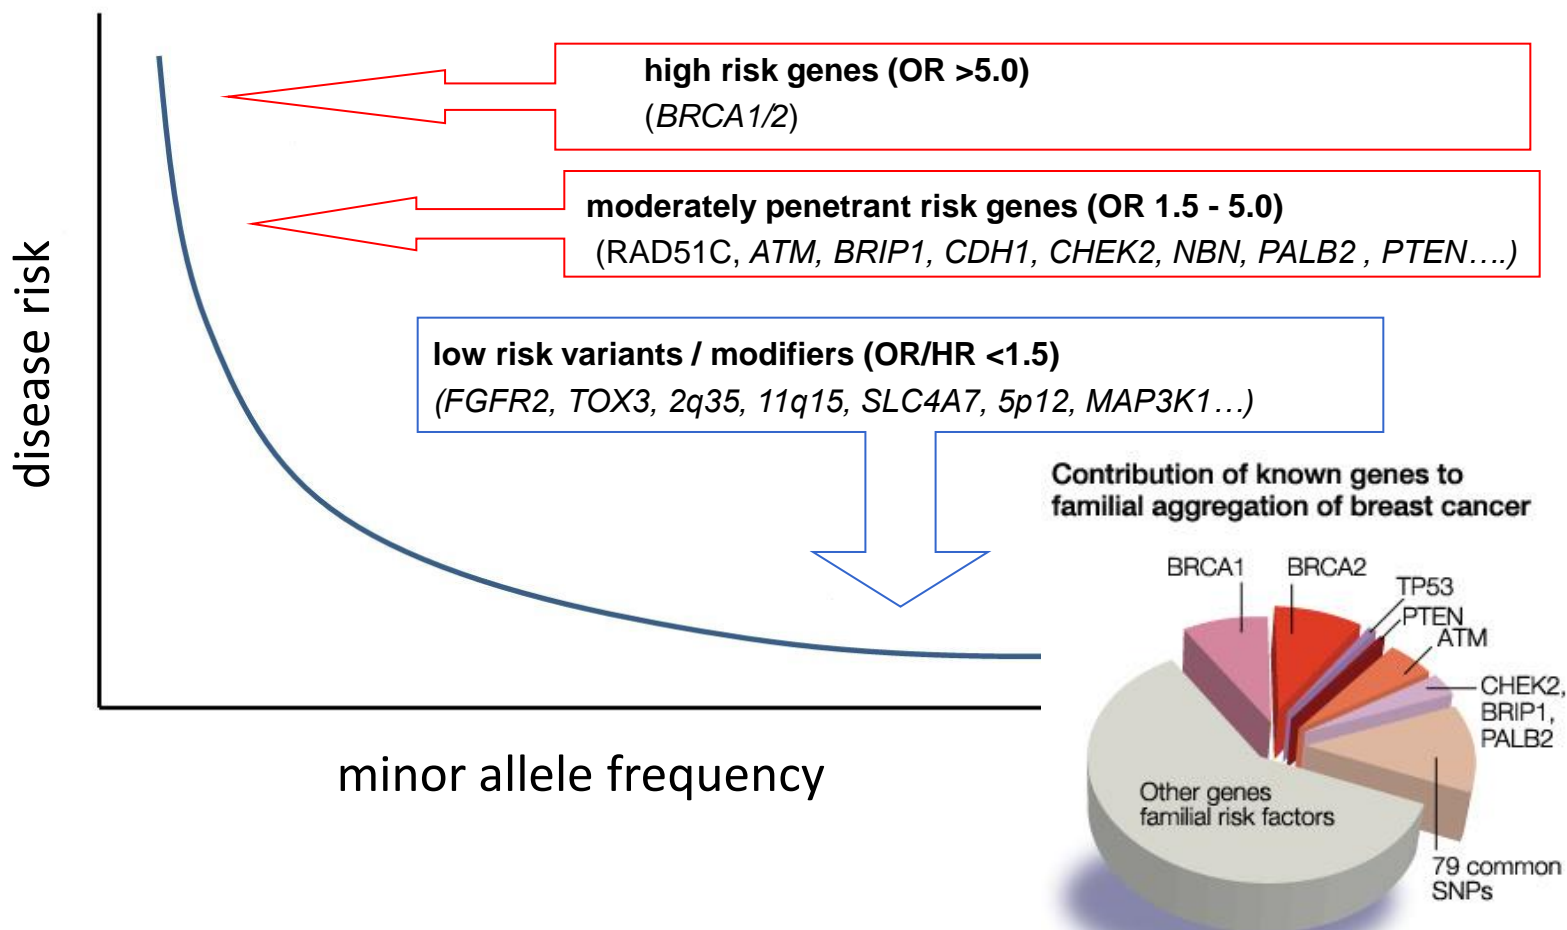 high risk genes (OR >5.0)
(BRCA1/2)
moderately penetrant risk genes (OR 1.5 - 5.0)
(RAD51C, ATM, BRIP1, CDH1, CHEK2, NBN, PALB2 , PTEN….)
low risk variants / modifiers (OR/HR <1.5)
(FGFR2, TOX3, 2q35, 11q15, SLC4A7, 5p12, MAP3K1…)
disease risk
minor allele frequency
Contribution of known genes to
familial aggregation of breast cancer
BRCA1
BRCA2
TP53
PTEN
ATM
CHEK2,
BRIP1,
PALB2
Other genes
familial risk factors
79 common
SNPs